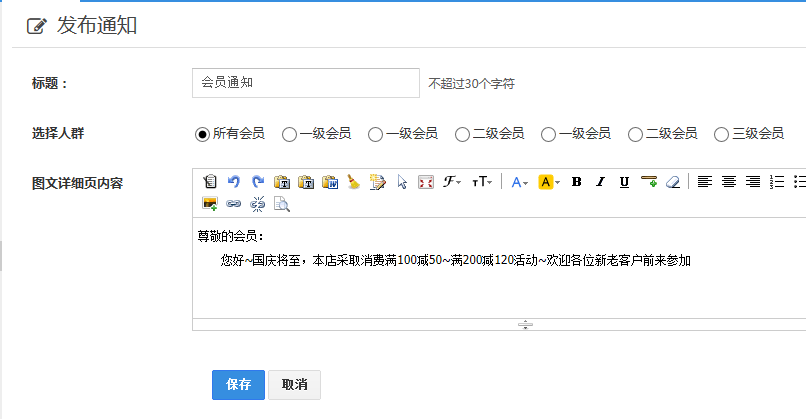 发布通知
标题：
会员通知
不超过30个字符
选择人群
所有会员 一级会员 一级会员 二级会员 一级会员 二级会员 三级会员
图文详细页内容
尊敬的会员：
您好~国庆将至，本店采取消费满100减50~满200减120活动~欢迎各位新老客户前来参加
保存 取消